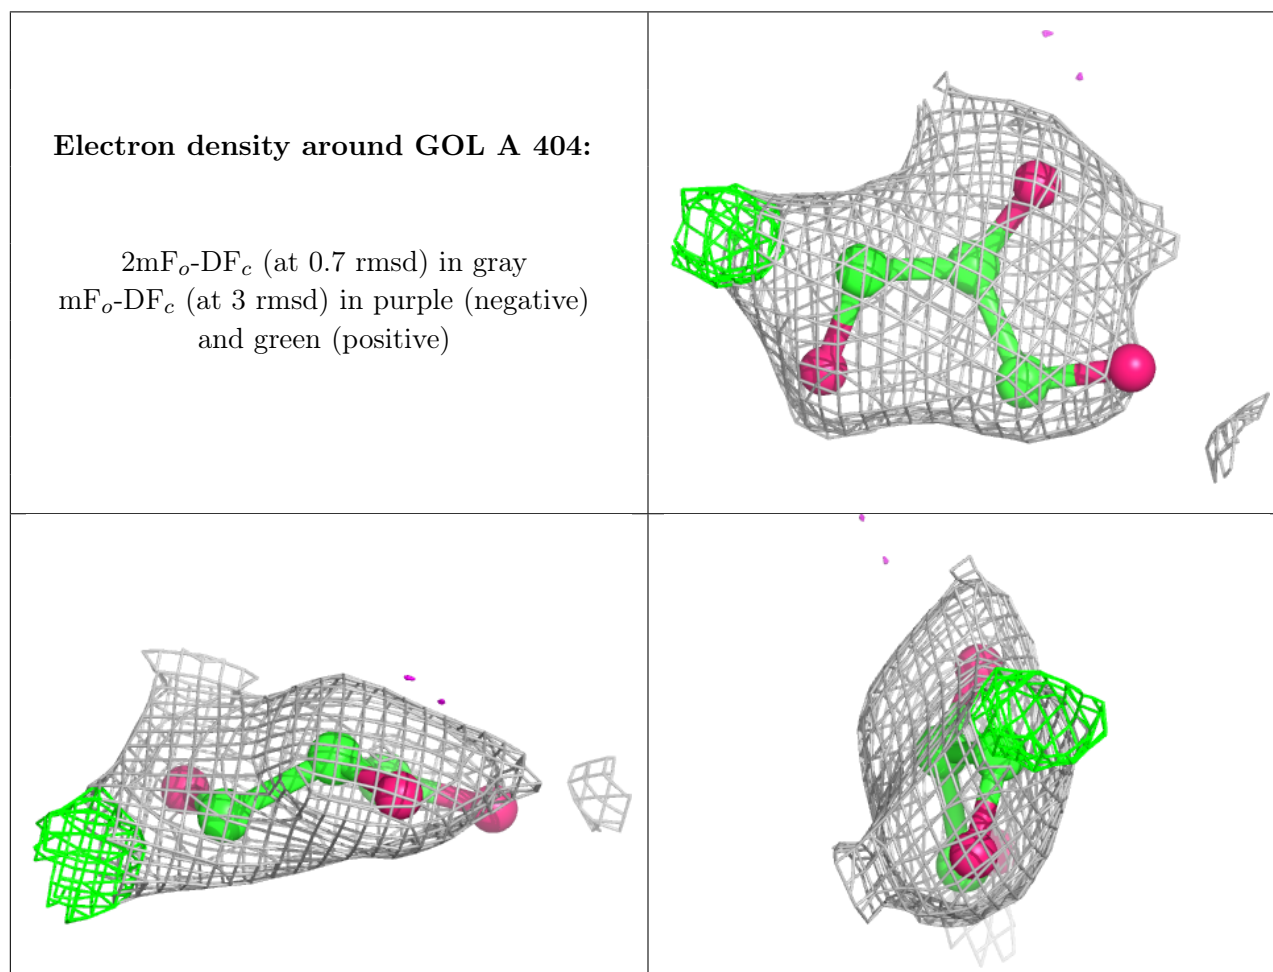 Electron density around GOL A 404:
2mFo-DFc (at 0.7 rmsd) in gray
mFo-DFc (at 3 rmsd) in purple (negative)
and green (positive)